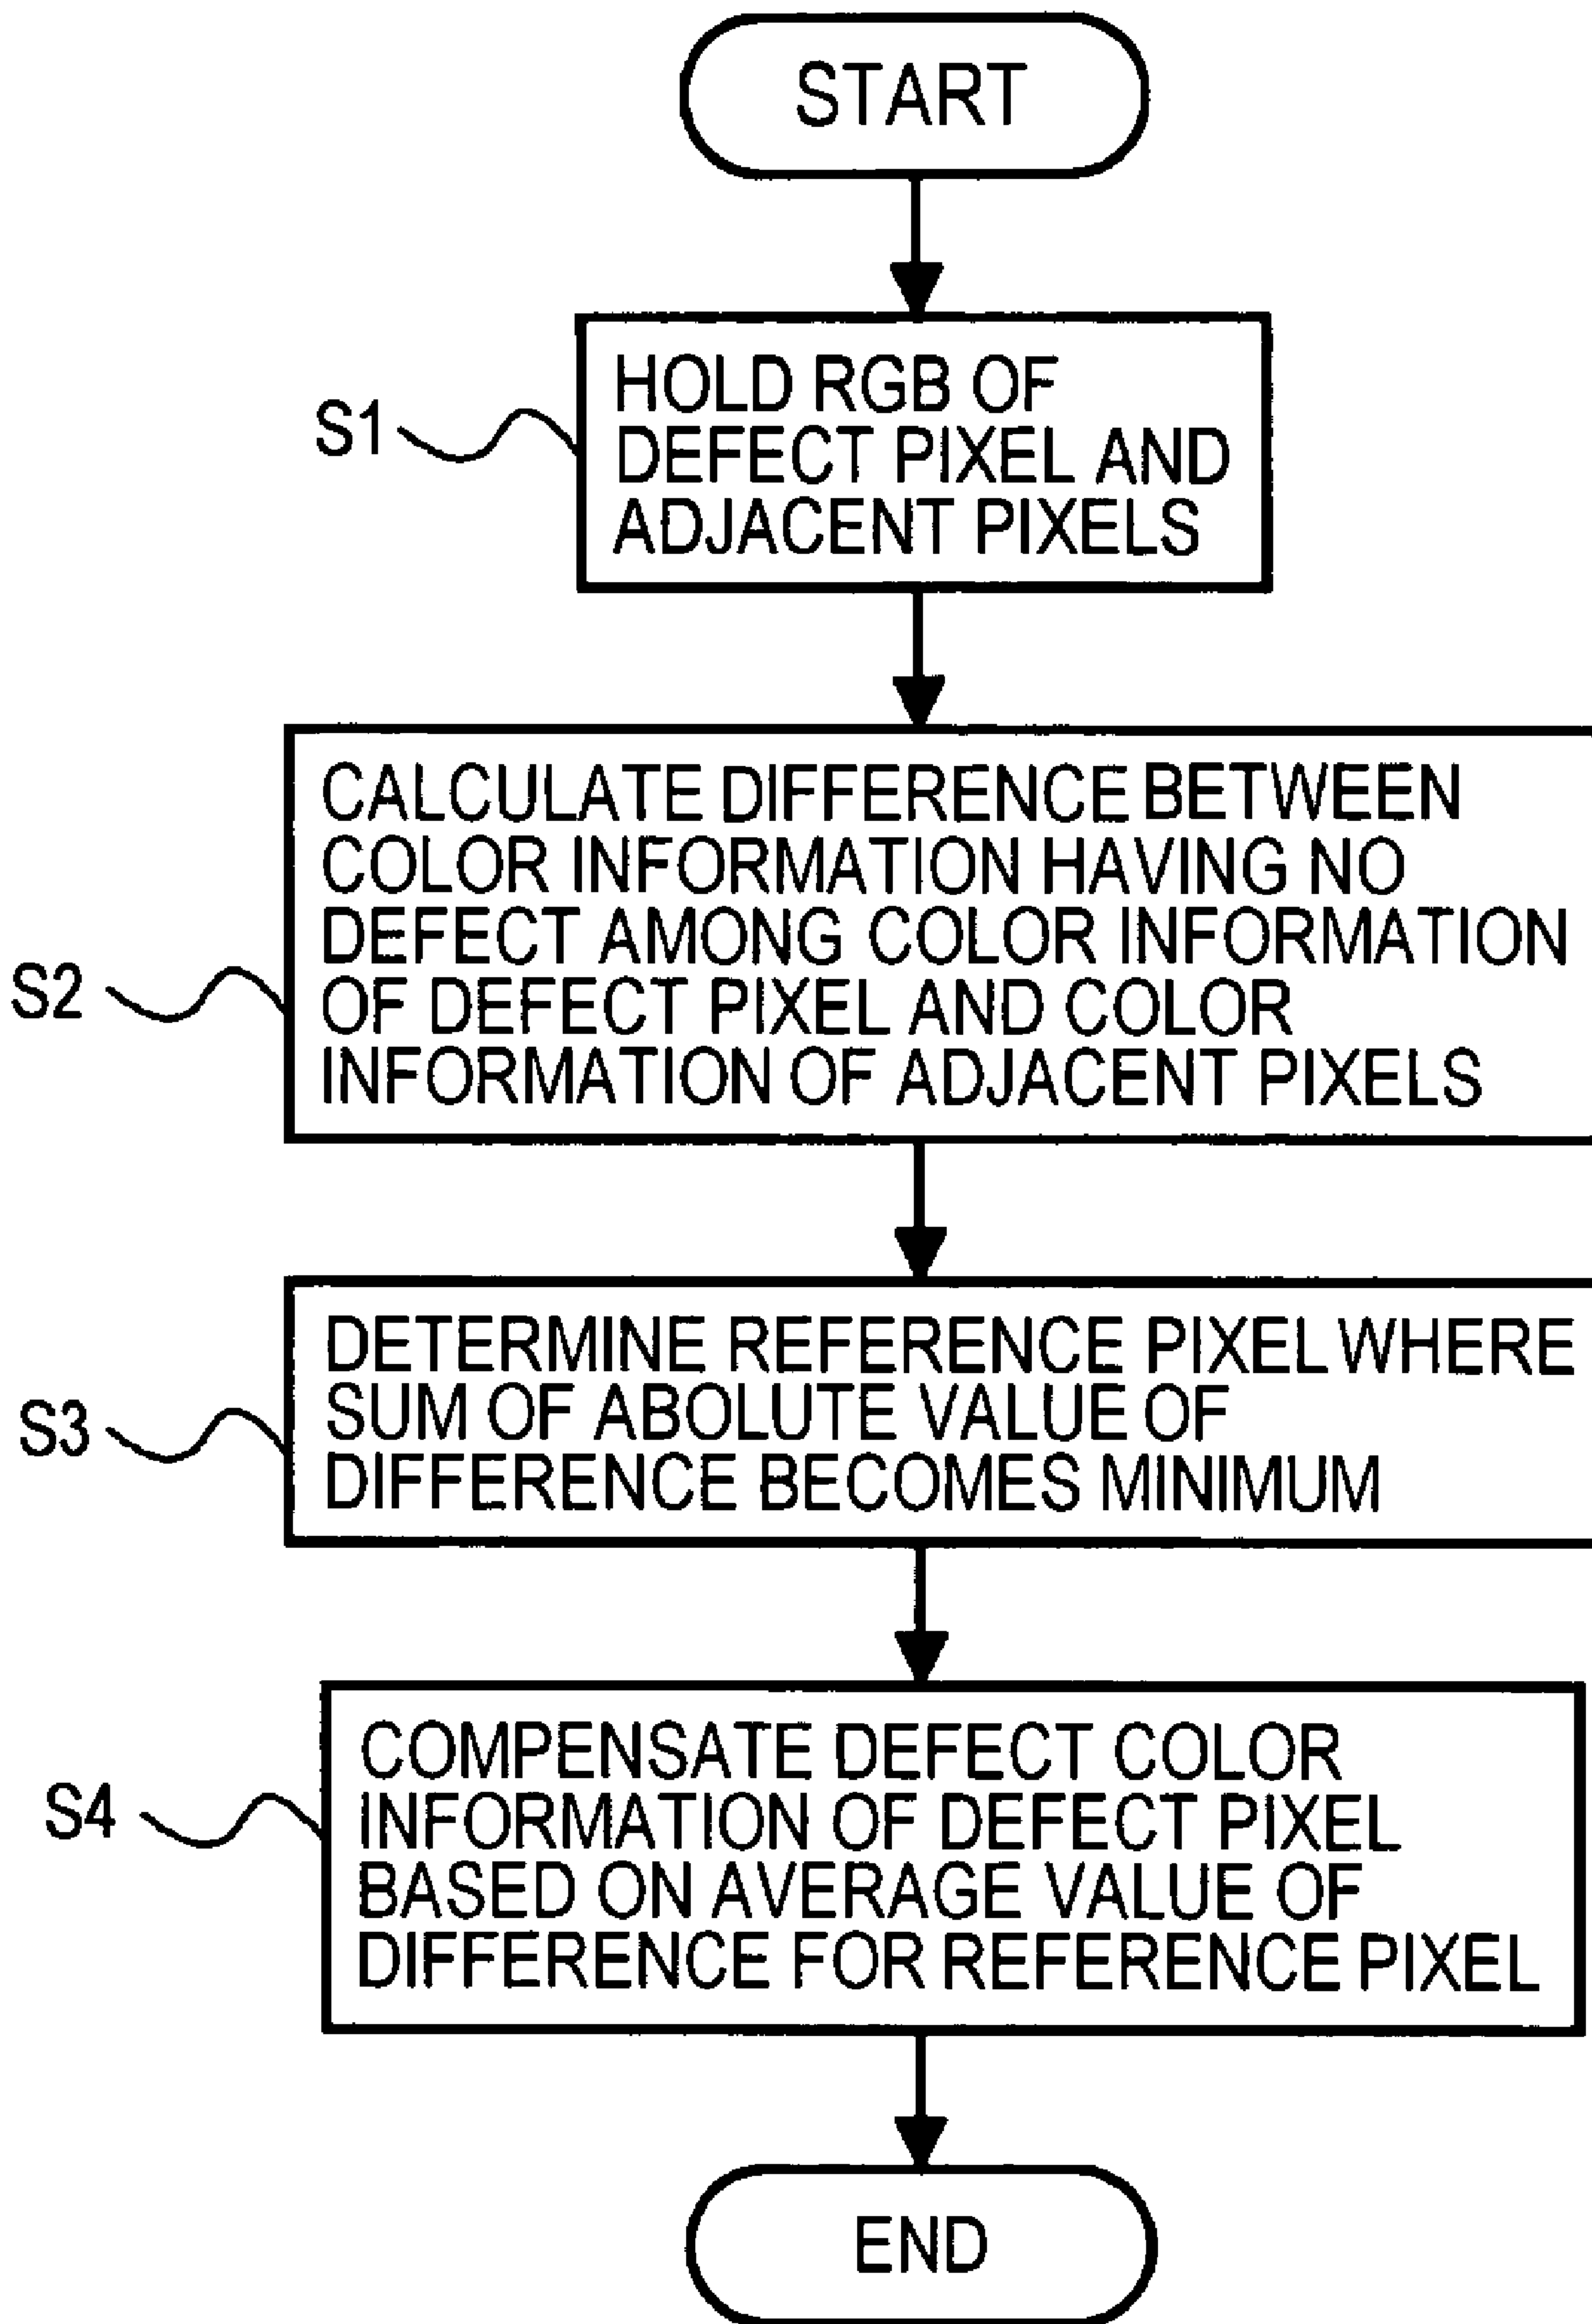 START
S1
HOLD RGB OF
DEFECT PIXEL AND
ADJACENT PIXELS
S2
CALCULATE DIFFERENCE BETWEEN
COLOR INFORMATION HAVING NO
DEFECT AMONG COLOR INFORMATION
OF DEFECT PIXEL AND COLOR
INFORMATION OF ADJACENT PIXELS
S3
DETERMINE REFERENCE PIXEL WHERE
SUM OF ABOLUTE VALUE OF
DIFFERENCE BECOMES MINIMUM
S4
COMPENSATE DEFECT COLOR
INFORMATION OF DEFECT PIXEL
BASED ON AVERAGE VALUE OF
DIFFERENCE FOR REFERENCE PIXEL
END